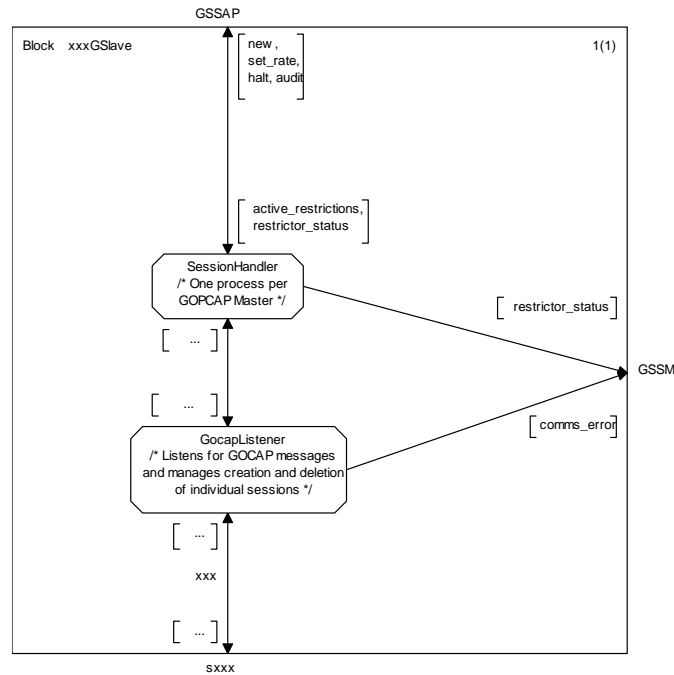 GSSAP
Block xxxGSlave 1(1)
new ,
set_rate,
halt, audit
active_restrictions,
restrictor_status
SessionHandler
/* One process per
GOPCAP Master */
restrictor_status
...
GSSM
...
comms_error
GocapListener
/* Listens for GOCAP messages
and manages creation and deletion
of individual sessions */
...
xxx
...
sxxx